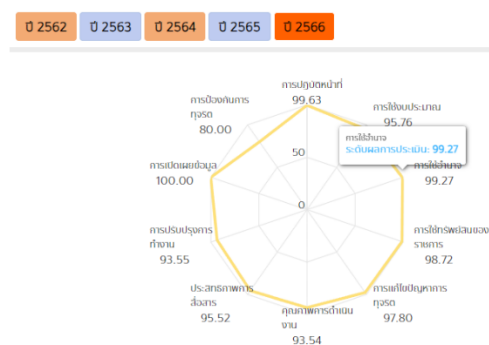 ปี 2562 ปี 2563 ปี 2564 ปี 2565 ปี 2566
การปฏิบัติหน้าที่
99.63
การป้องกันการ
ทุจริต
80.00
การใช้งบประมาณ
95.76
การใช้อำนาจ
ระดับผลการประเมิน: 99.27
50
การเปิดเผยข้อมูล
100.00
การใช้อำนาจ
99.27
0
การปรับปรุงการ
ทำงาน
93.55
การใช้ทรัพย์สินของ
ราชการ
98.72
ประสิทธิภาพการ
สื่อสาร
95.52
การแก้ไขปัญหาการ
ทุจริต
97.80
คุณภาพการดำเนิน
งาน
93.54